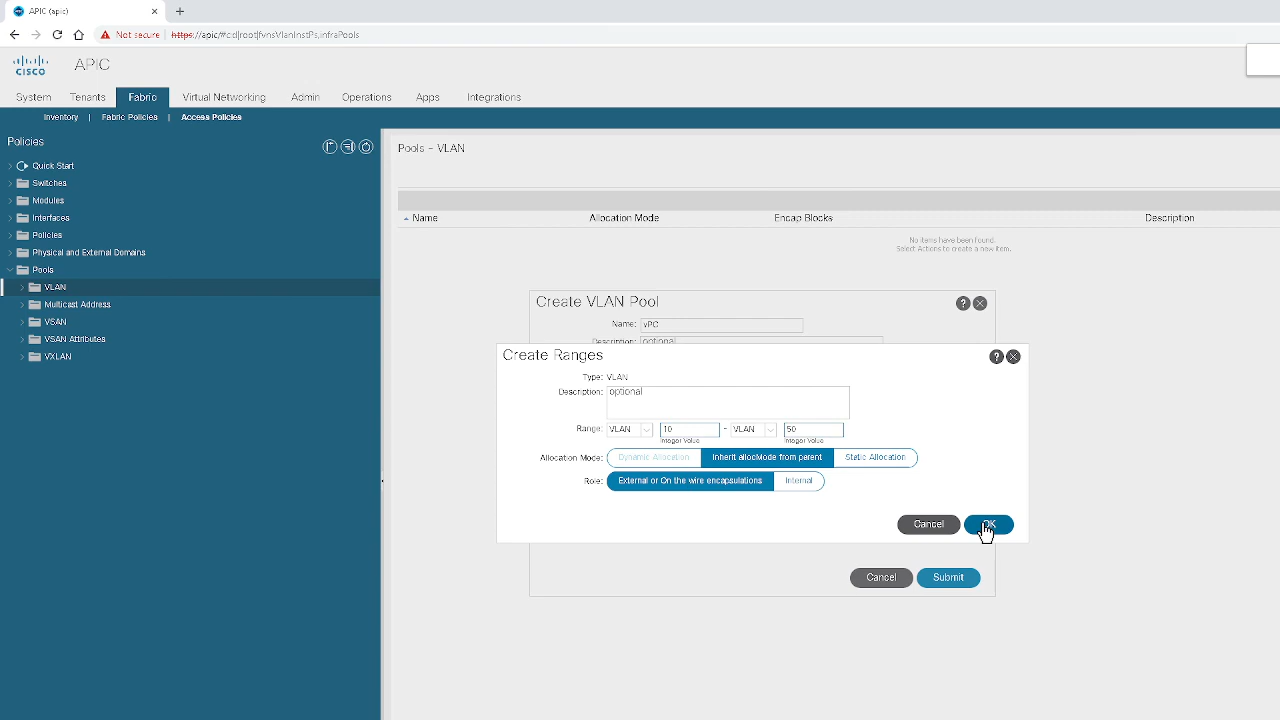 APIC (apic)
Not secure | https://apic/#c:d|root|fvnsVlanInstPs,infraPools
CISCO
APIC
System Tenants Fabric Virtual Networking Admin Operations Apps Integrations
Inventory | Fabric Policies | Access Policies
Policies
Quick Start
Switches
Modules
Interfaces
Policies
Physical and External Domains
Pools
VLAN
Multicast Address
VSAN
VSAN Attributes
VXLAN
Pools - VLAN
Name Allocation Mode Encap Blocks Description
No items have been found.
Select Actions to create a new item.
Create VLAN Pool
Name: vPC
Description: optional
Create Ranges
Type: VLAN
Description: optional
Range: VLAN 10 - VLAN 50
Integer Value Integer Value
Allocation Mode: Dynamic Allocation Inherit allocMode from parent Static Allocation
Role: External or On the wire encapsulations Internal
Cancel OK
Cancel Submit